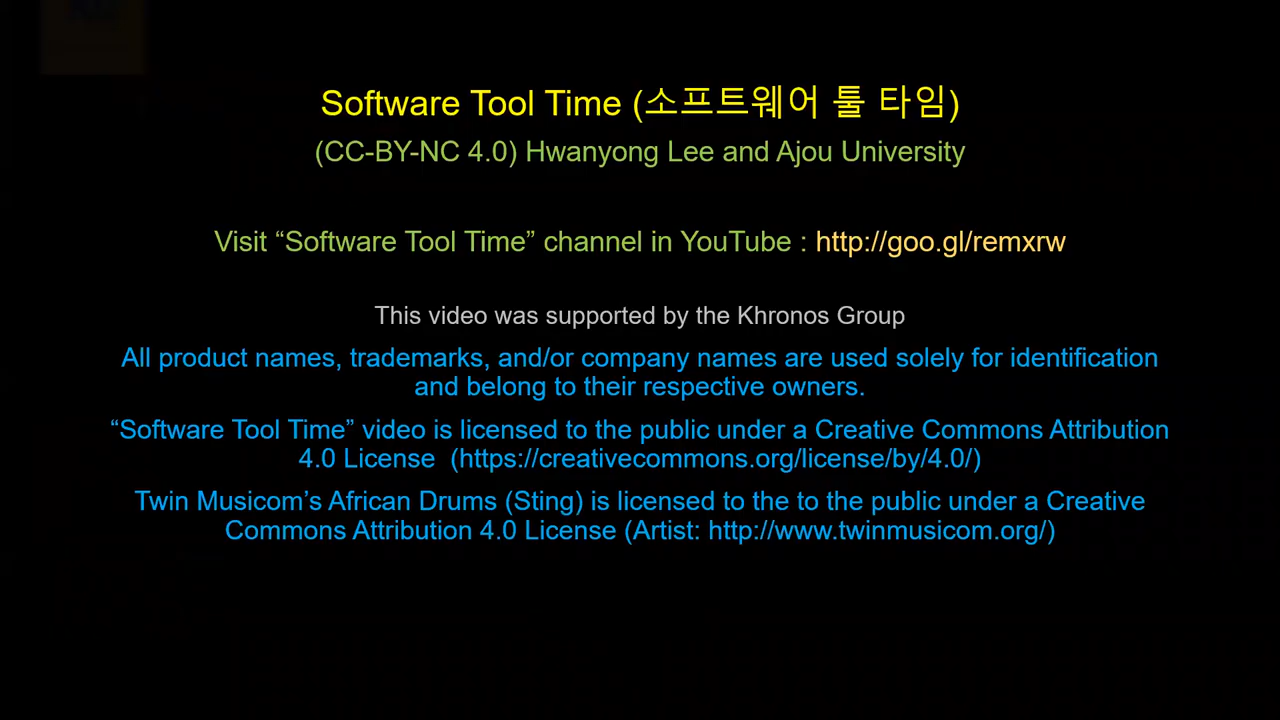 Software Tool Time (소프트웨어 툴 타임)
(CC-BY-NC 4.0) Hwanyong Lee and Ajou University
Visit “Software Tool Time” channel in YouTube : http://goo.gl/remxrw
This video was supported by the Khronos Group
All product names, trademarks, and/or company names are used solely for identification
and belong to their respective owners.
“Software Tool Time” video is licensed to the public under a Creative Commons Attribution
4.0 License  (https://creativecommons.org/license/by/4.0/)
Twin Musicom’s African Drums (Sting) is licensed to the to the public under a Creative
Commons Attribution 4.0 License (Artist: http://www.twinmusicom.org/)